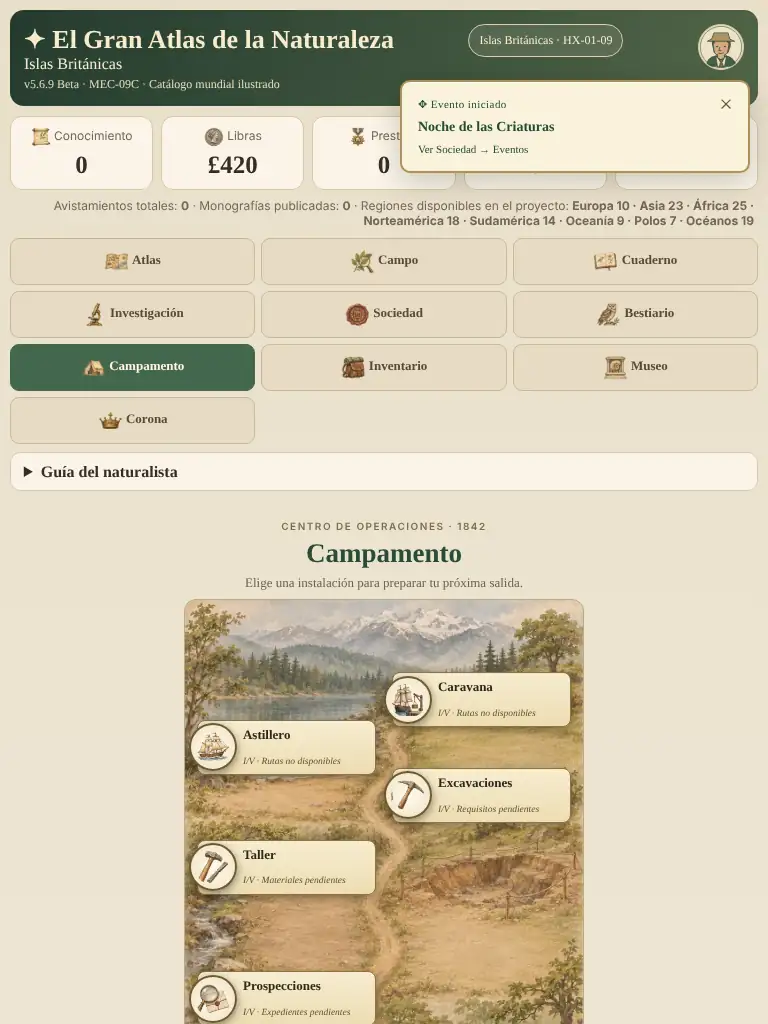 ✦ El Gran Atlas de la Naturaleza
Islas Británicas
v5.6.9 Beta · MEC-09C · Catálogo mundial ilustrado
Islas Británicas · HX-01-09
❖ Evento iniciado
Noche de las Criaturas
Ver Sociedad → Eventos
Conocimiento
0
Libras
£420
Prest
0
Avistamientos totales: 0 · Monografías publicadas: 0 · Regiones disponibles en el proyecto: Europa 10 · Asia 23 · África 25 ·
Norteamérica 18 · Sudamérica 14 · Oceanía 9 · Polos 7 · Océanos 19
Atlas
Campo
Cuaderno
Investigación
Sociedad
Bestiario
Campamento
Inventario
Museo
Corona
Guía del naturalista
CENTRO DE OPERACIONES · 1842
Campamento
Elige una instalación para preparar tu próxima salida.
Caravana
I/V · Rutas no disponibles
Astillero
I/V · Rutas no disponibles
Excavaciones
I/V · Requisitos pendientes
Taller
I/V · Materiales pendientes
Prospecciones
I/V · Expedientes pendientes